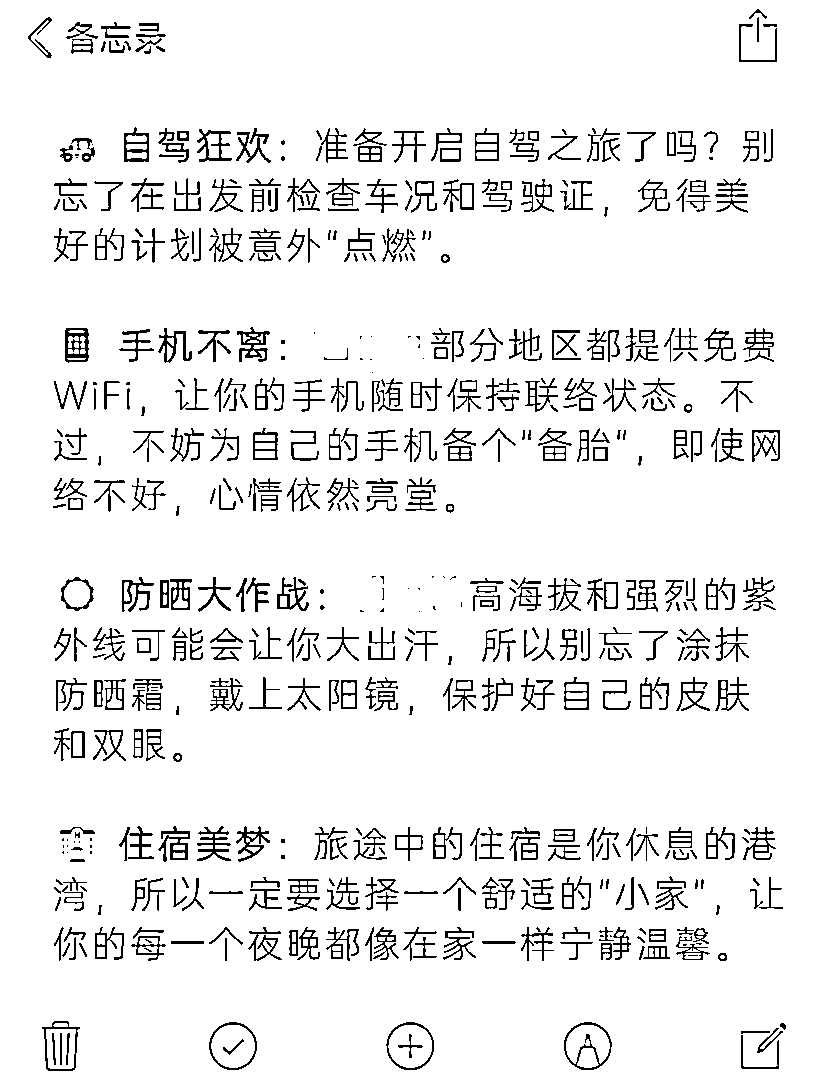 备忘录
自驾狂欢：准备开启自驾之旅了吗？别
忘了在出发前检查车况和驾驶证，免得美
好的计划被意外“点燃”。
手机不离：部分地区都提供免费
WiFi，让你的手机随时保持联络状态。不
过，不妨为自己的手机备个“备胎”，即使网
络不好，心情依然亮堂。
防晒大作战：高海拔和强烈的紫
外线可能会让你大出汗，所以别忘了涂抹
防晒霜，戴上太阳镜，保护好自己的皮肤
和双眼。
住宿美梦：旅途中的住宿是你休息的港
湾，所以一定要选择一个舒适的“小家”，让
你的每一个夜晚都像在家一样宁静温馨。